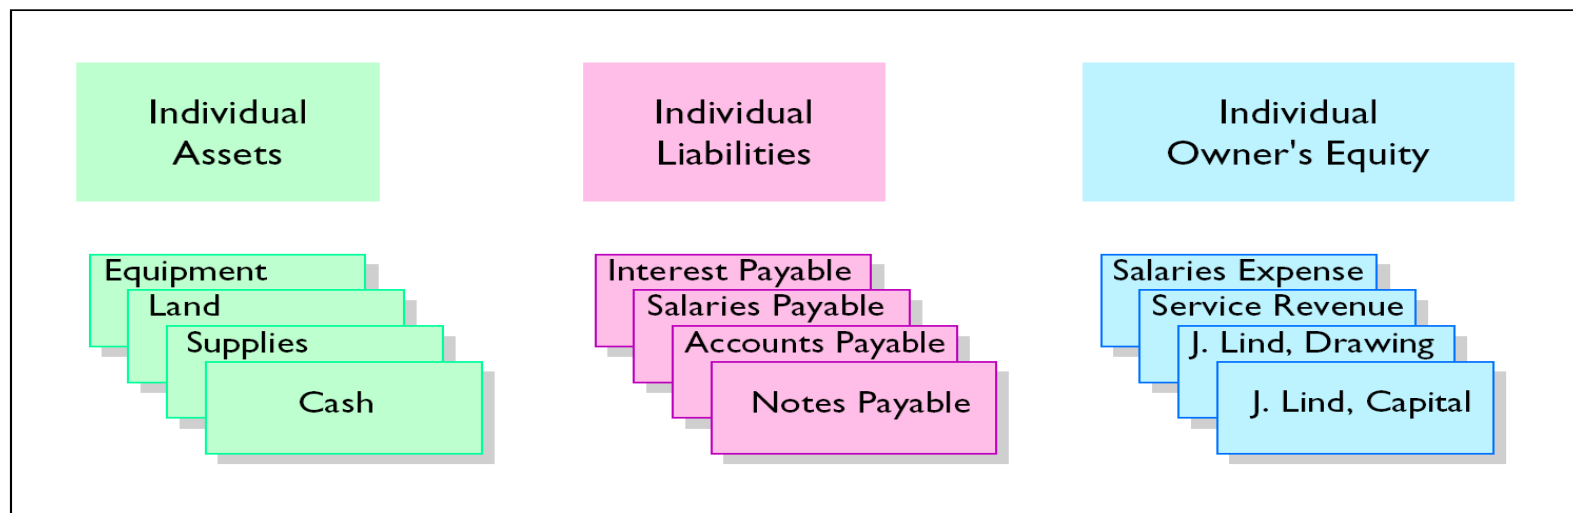 Individual
Assets
Individual
Liabilities
Individual
Owner's Equity
Equipment
Land
Supplies
Cash
Interest Payable
Salaries Payable
Accounts Payable
Notes Payable
Salaries Expense
Service Revenue
J. Lind, Drawing
J. Lind, Capital